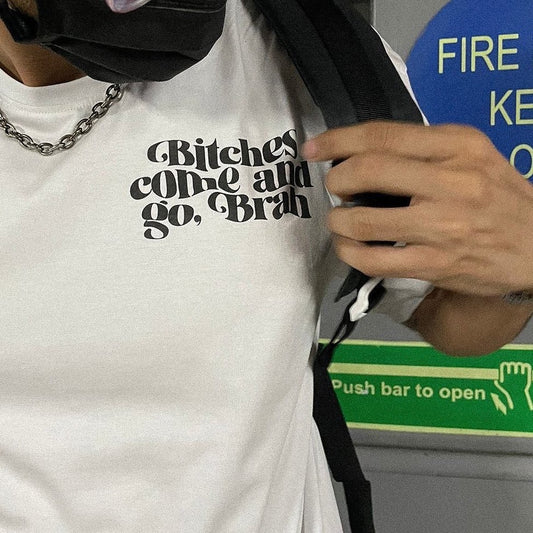 Bitches
come and
go, Brah
FIRE
KE
Push bar to open